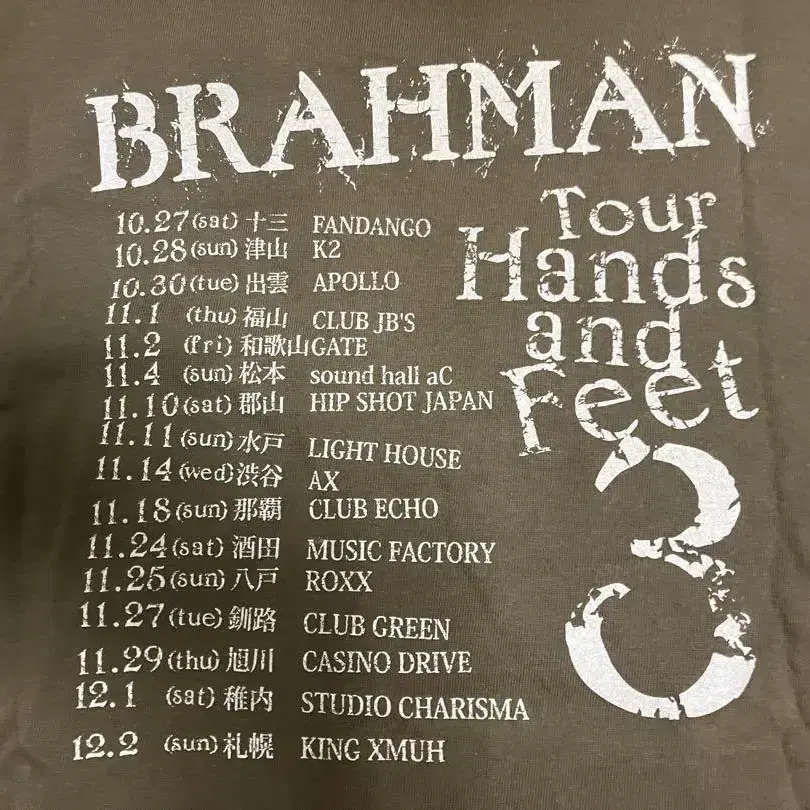 BRAHMAN
Tour
Hands
and
Feet
3
10.27(sat) 十三 FANDANGO
10.28(sun) 津山 K2
10.30(tue) 出雲 APOLLO
11.1 (thu) 福山 CLUB JB'S
11.2 (fri) 和歌山GATE
11.4 (sun) 松本 sound hall aC
11.10(sat) 郡山 HIP SHOT JAPAN
11.11(sun) 水戸 LIGHT HOUSE
11.14(wed) 渋谷 AX
11.18(sun) 那覇 CLUB ECHO
11.24(sat) 酒田 MUSIC FACTORY
11.25(sun) 八戸 ROXX
11.27(tue) 釧路 CLUB GREEN
11.29(thu) 旭川 CASINO DRIVE
12.1 (sat) 稚内 STUDIO CHARISMA
12.2 (sun) 札幌 KING XMUH